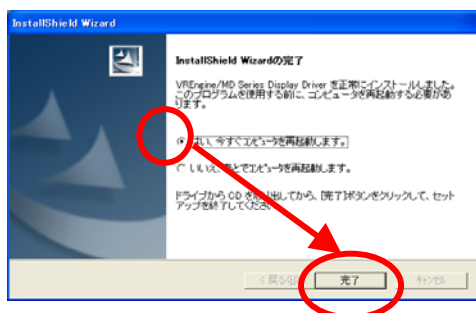 InstallShield Wizard
InstallShield Wizardの完了
VREngine/MD Series Display Driver を正常にインストールしました。
このプログラムを使用する前に、コンピュータを再起動する必要があ
ります。
はい、今すぐコンピュータを再起動します。
いいえ、後でコンピュータを再起動します。
ドライブから CD を取り出してから、[完了]ボタンをクリックして、セット
アップを終了してください。
< 戻る(B)
完了
キャンセル